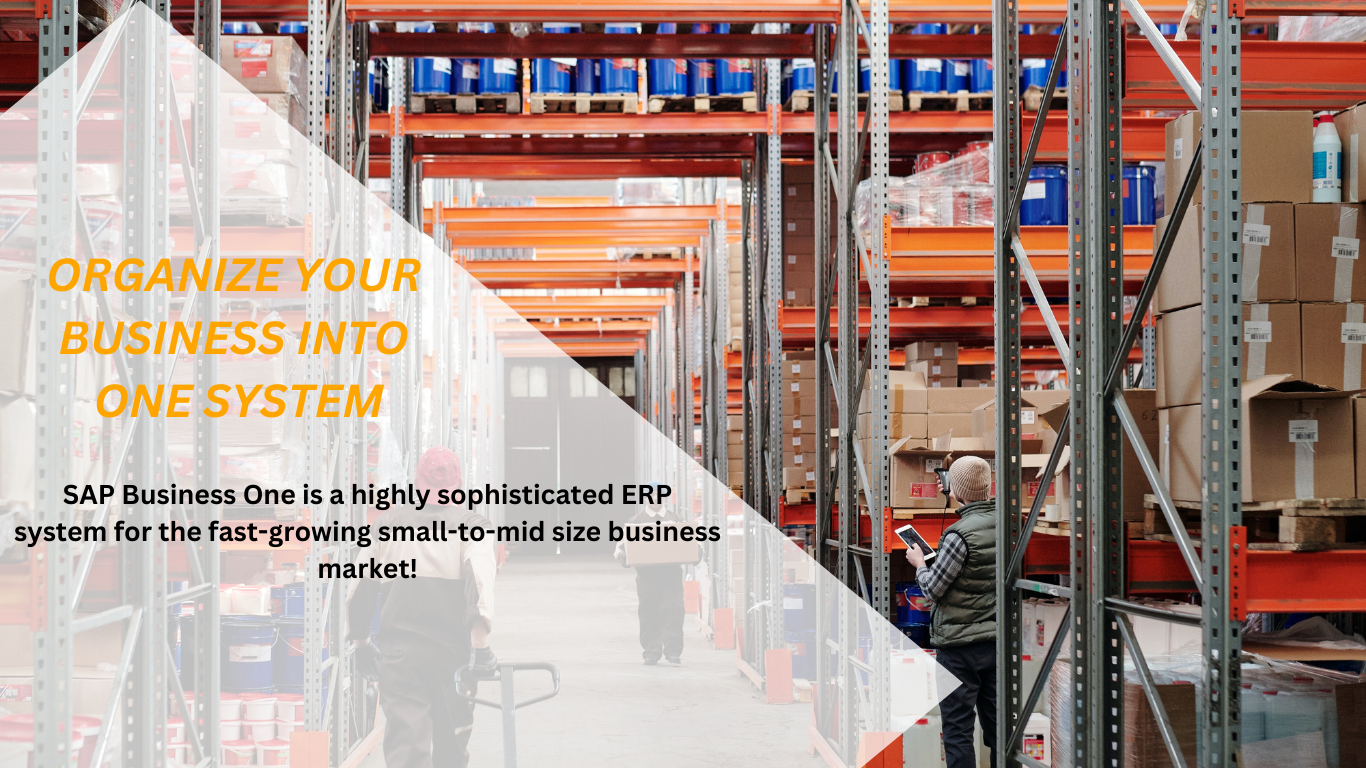 ORGANIZE YOUR
BUSINESS INTO
ONE SYSTEM
SAP Business One is a highly sophisticated ERP
system for the fast-growing small-to-mid size business
market!